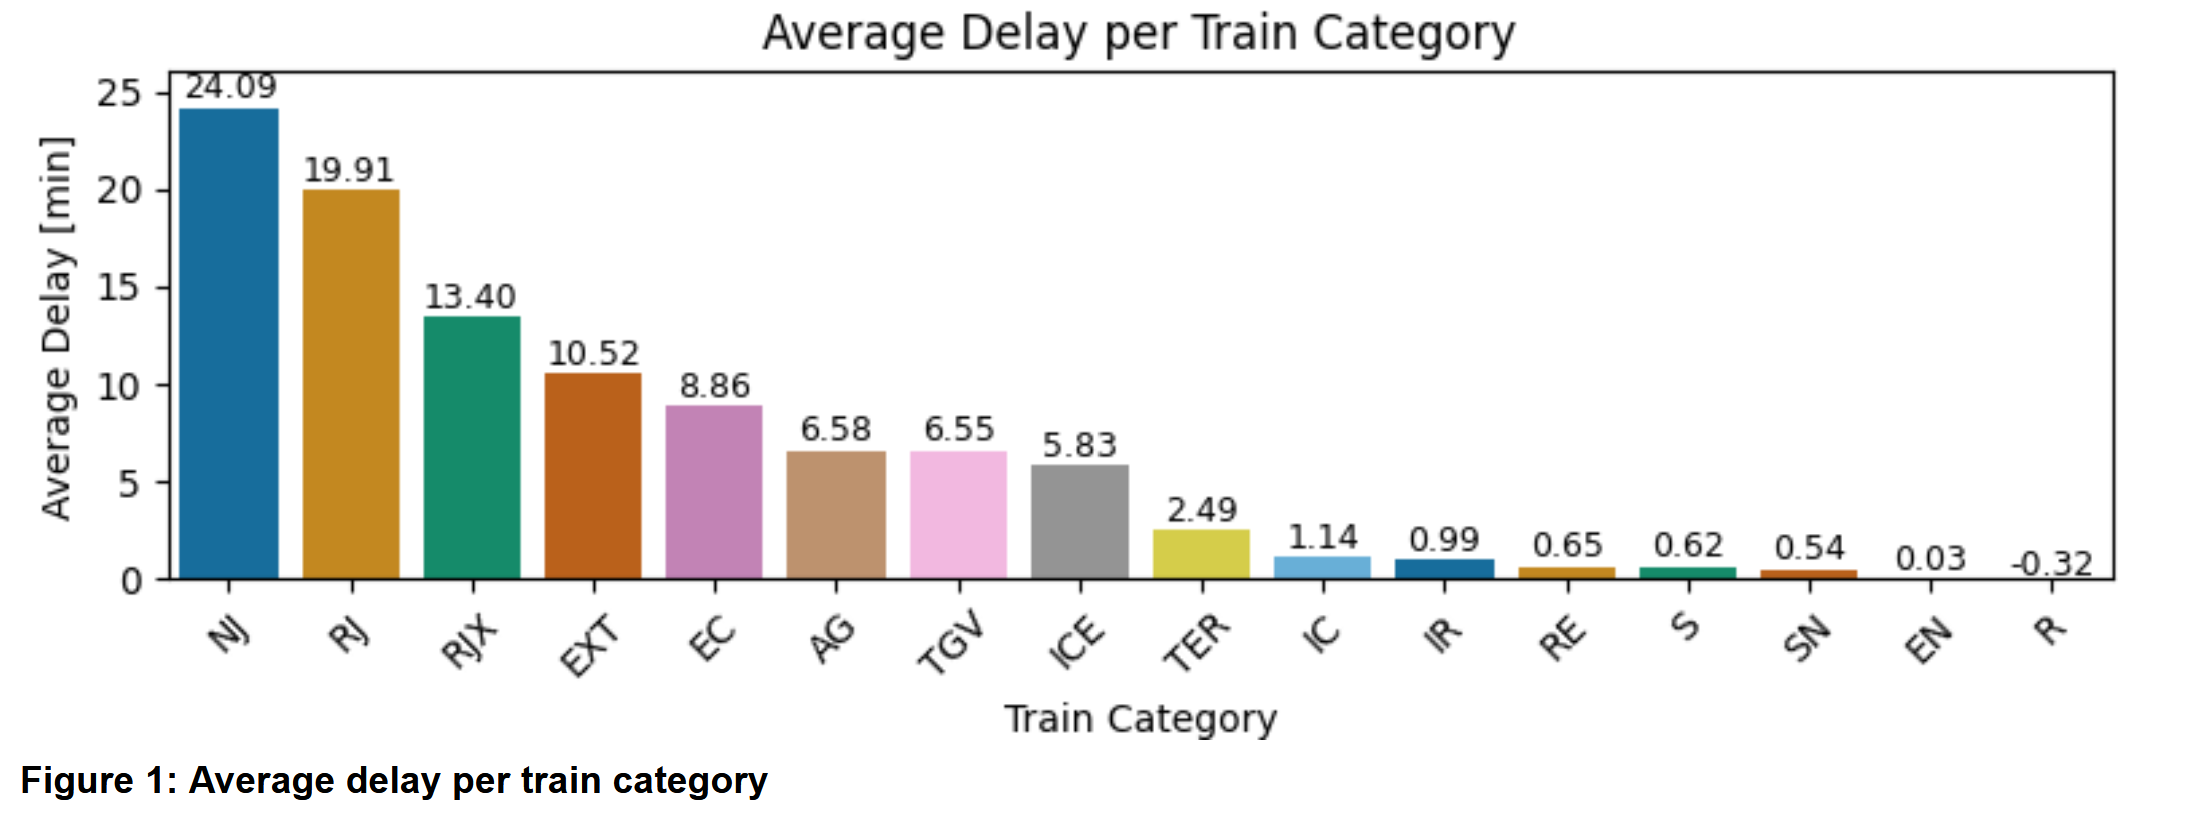 Average Delay per Train Category
Average Delay [min]
25
20
15
10
5
0
24.09
19.91
13.40
10.52
8.86
6.58
6.55
5.83
2.49
1.14
0.99
0.65
0.62
0.54
0.03
-0.32
NJ
RJ
RJX
EXT
EC
AG
TGV
ICE
TER
IC
IR
RE
S
SN
EN
R
Train Category
Figure 1: Average delay per train category